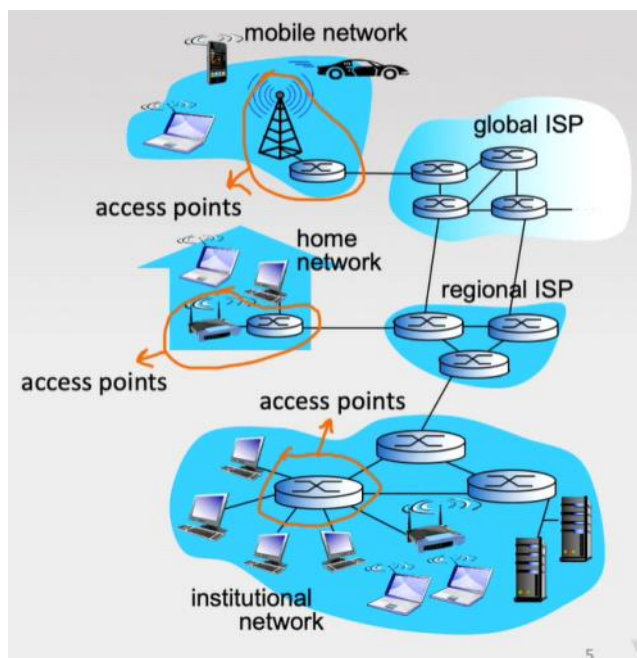 mobile network
global ISP
access points
home
network
regional ISP
access points
access points
institutional
network
5